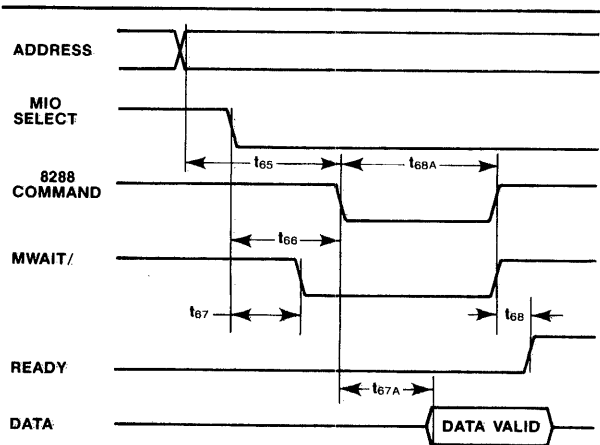 ADDRESS
MIO
SELECT
t65
t68A
8288
COMMAND
t66
MWAIT/
t67
t68
READY
t67A
DATA
DATA VALID